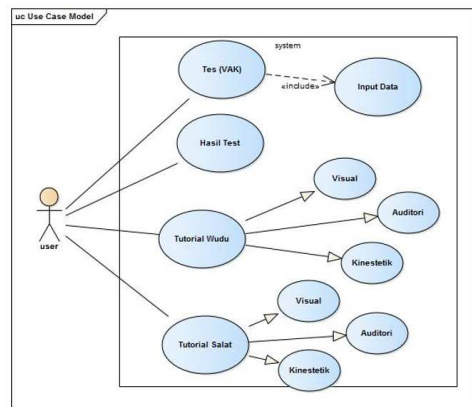 uc Use Case Model
system
Tes (VAK)
«include»
Input Data
Hasil Test
Visual
Auditori
user
Tutorial Wudu
Kinestetik
Visual
Auditori
Tutorial Salat
Kinestetik